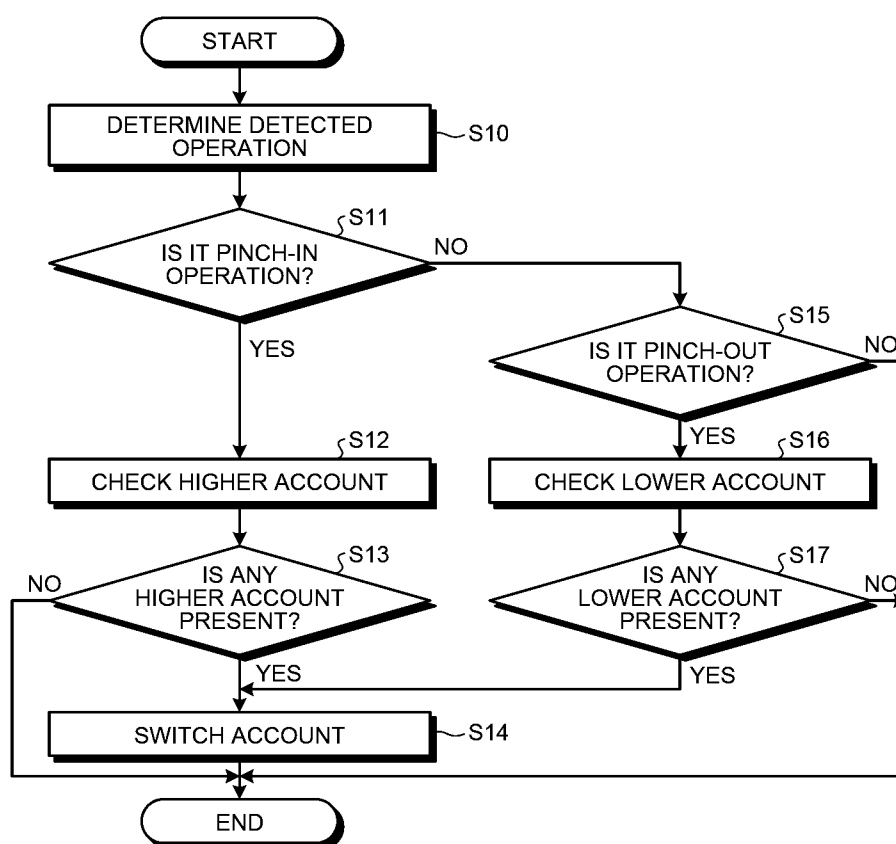 START
DETERMINE DETECTED
OPERATION
S10
S11
IS IT PINCH-IN
OPERATION?
NO
YES
S15
IS IT PINCH-OUT
OPERATION?
NO
YES
S12
CHECK HIGHER ACCOUNT
S16
CHECK LOWER ACCOUNT
S13
IS ANY
HIGHER ACCOUNT
PRESENT?
NO
YES
S17
IS ANY
LOWER ACCOUNT
PRESENT?
NO
YES
SWITCH ACCOUNT
S14
END